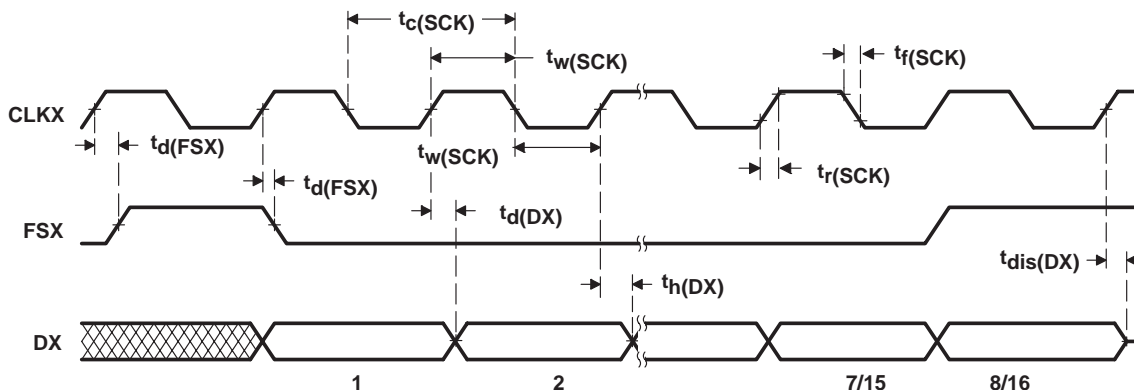 tc(SCK)
tw(SCK)
tf(SCK)
CLKX
td(FSX)
tw(SCK)
tr(SCK)
td(FSX)
td(DX)
FSX
tdis(DX)
th(DX)
DX
1 2 7/15 8/16